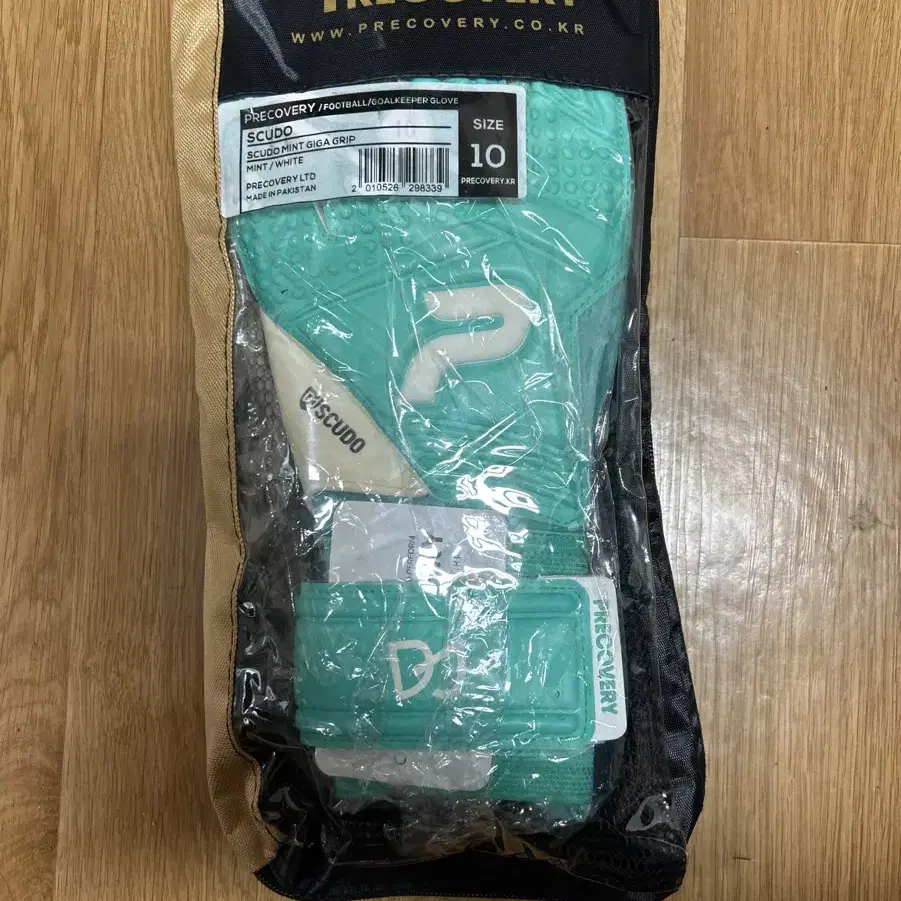 PRECOVERY
WWW.PRECOVERY.CO.KR
PRECOVERY /FOOTBALL/GOALKEEPER GLOVE
SCUDO
SCUDO MINT GIGA GRIP
MINT / WHITE
PRECOVERY LTD
MADE IN PAKISTAN
2 010526 298339
SIZE
10
PRECOVERY.KR
SCUDO
PRECOVERY